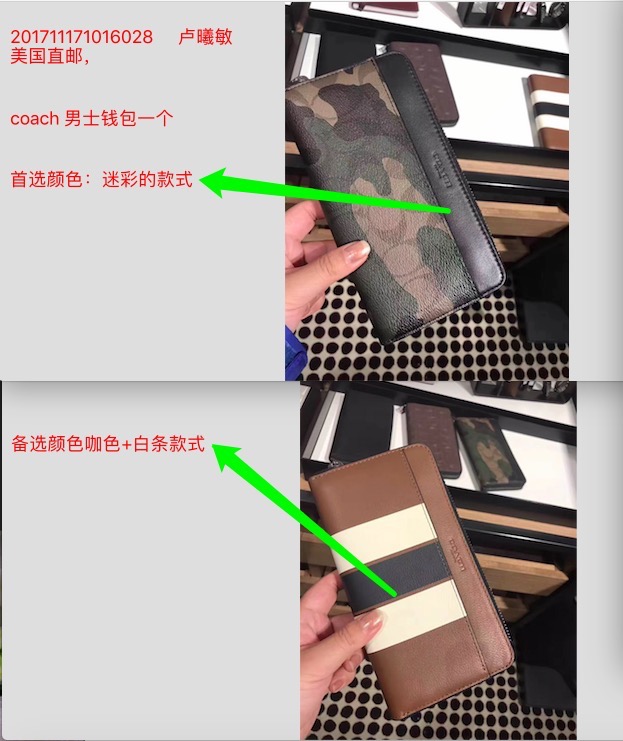 201711171016028 卢曦敏
美国直邮，
coach 男士钱包一个
首选颜色：迷彩的款式
备选颜色咖色+白条款式